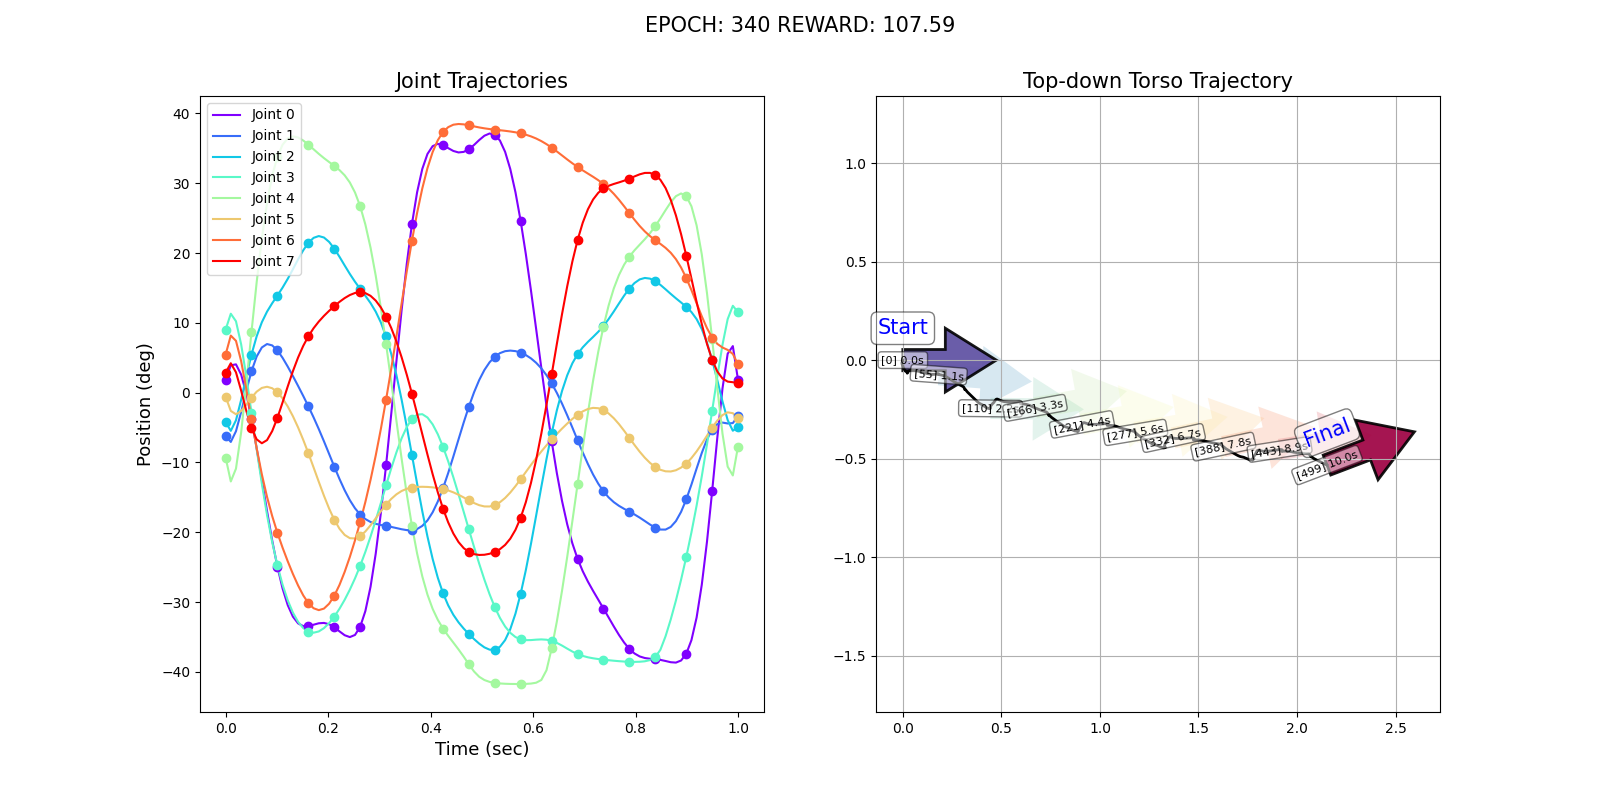 EPOCH: 340 REWARD: 107.59
Joint Trajectories
Joint 0
Joint 1
Joint 2
Joint 3
Joint 4
Joint 5
Joint 6
Joint 7
40
30
20
10
0
−10
−20
−30
−40
Position (deg)
0.0
0.2
0.4
0.6
0.8
1.0
Time (sec)
Top-down Torso Trajectory
1.0
0.5
0.0
−0.5
−1.0
−1.5
Start
[0] 0.0s
[55] 1.1s
[110] 2.
[166] 3.3s
[221] 4.4s
[277] 5.6s
[332] 6.7s
[388] 7.8s
[443] 8.9s
Final
[499] 10.0s
0.0
0.5
1.0
1.5
2.0
2.5